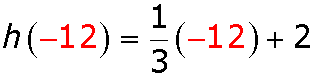 h(−12) = 1/3(−12) + 2